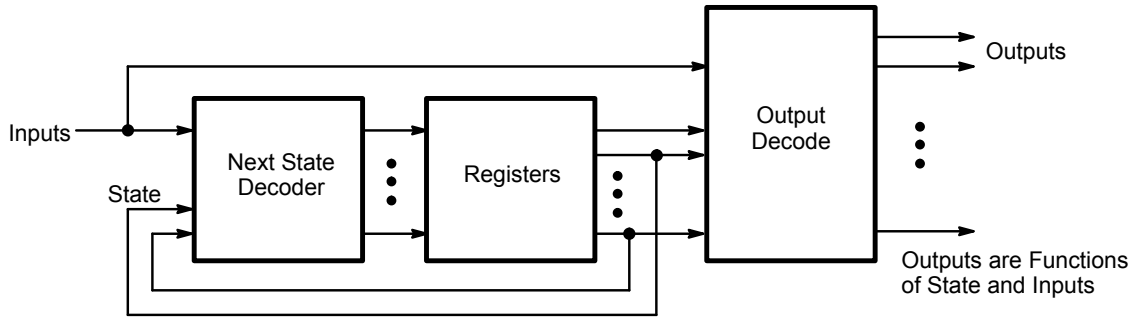 Outputs
Output
Decode
Inputs
Next State
Decoder
Registers
State
Outputs are Functions
of State and Inputs